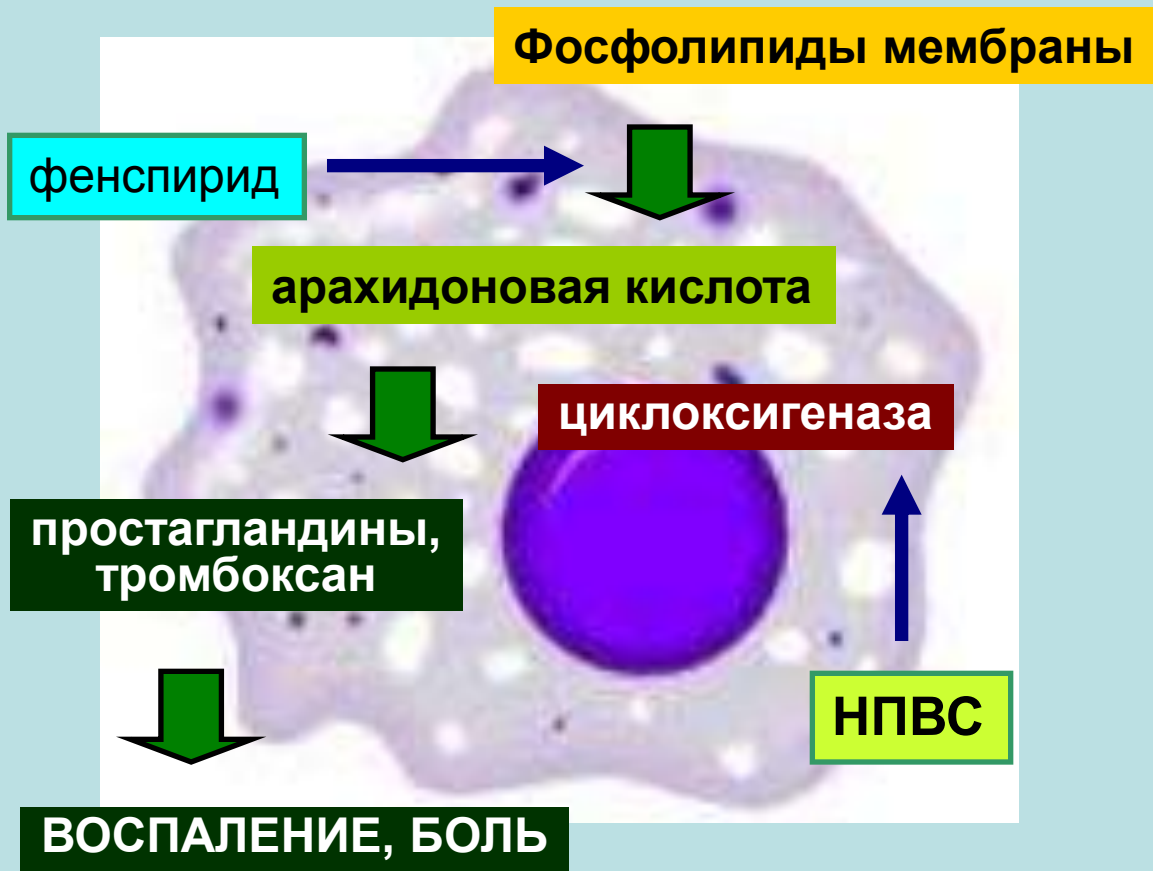 Фосфолипиды мембраны
фенспирид
арахидоновая кислота
циклоксигеназа
простагландины,
тромбоксан
НПВС
ВОСПАЛЕНИЕ, БОЛЬ